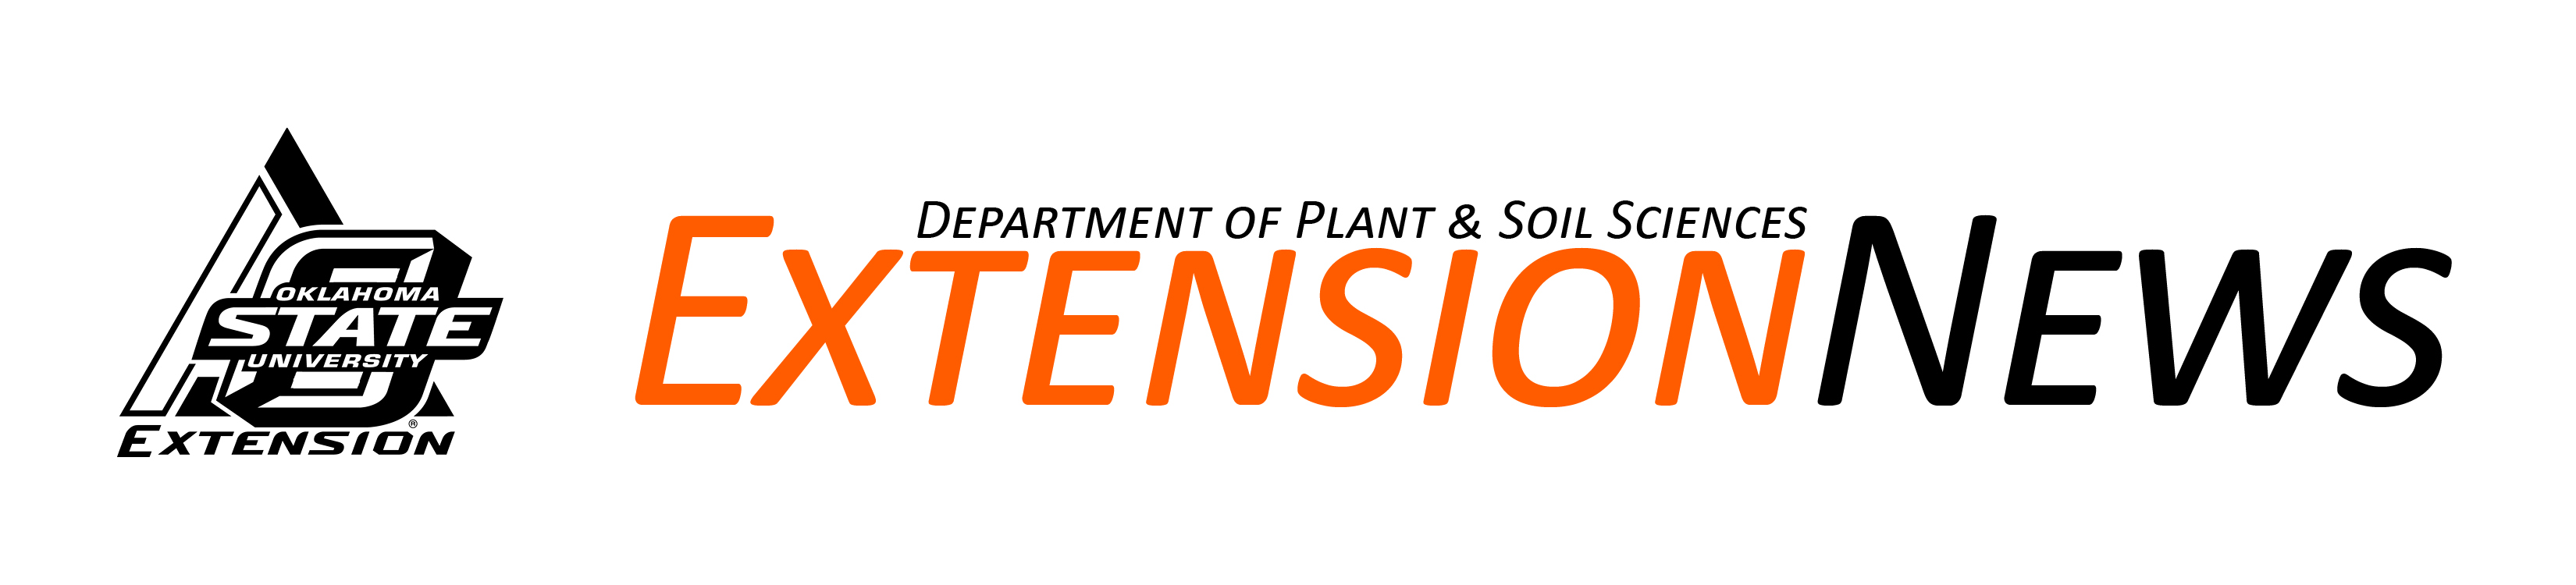 OKLAHOMA
STATE
UNIVERSITY
EXTENSION®
DEPARTMENT OF PLANT & SOIL SCIENCES
EXTENSIONNEWS